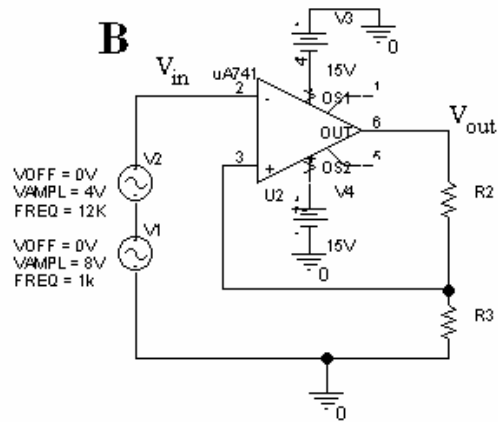 B
V3
0
4
15V
Vin
uA741
2
-
OS1
1
OUT
6
Vout
3
+
OS2
5
U2
V4
15V
0
V2
VOFF = 0V
VAMPL = 4V
FREQ = 12K
V1
VOFF = 0V
VAMPL = 8V
FREQ = 1k
R2
R3
0